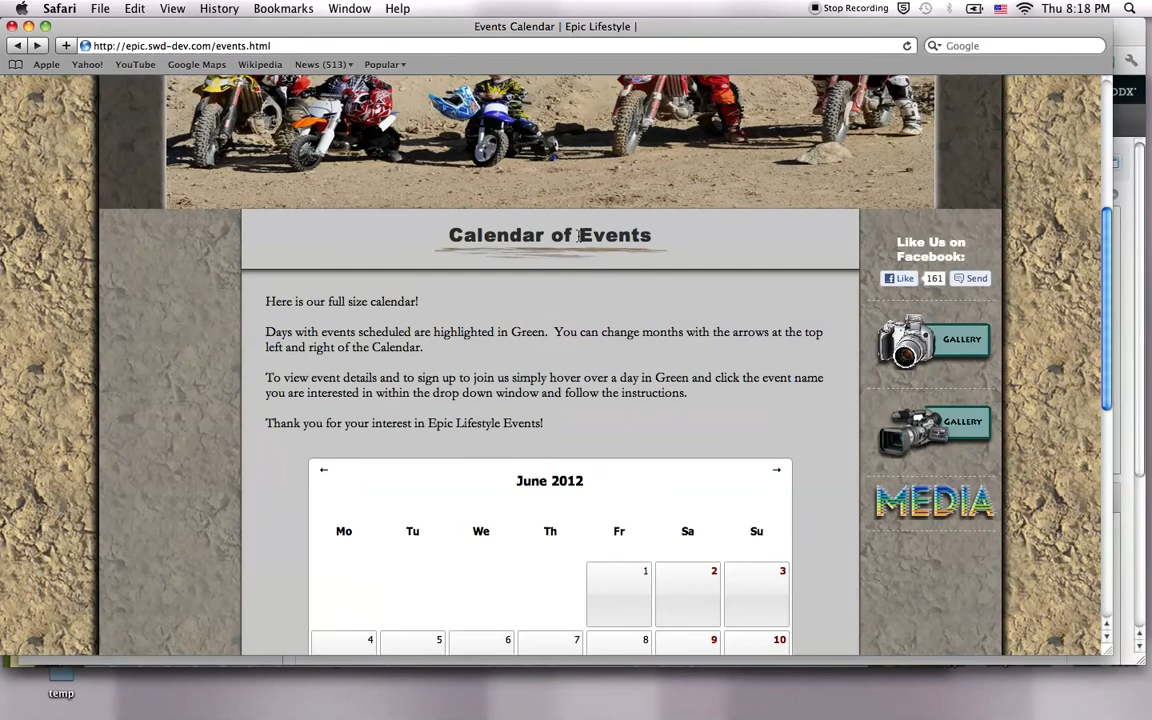 Safari File Edit View History Bookmarks Window Help Stop Recording Thu 8:18 PM
Events Calendar | Epic Lifestyle |
http://epic.swd-dev.com/events.html
Google
Apple Yahoo! YouTube Google Maps Wikipedia News (513) Popular
Calendar of Events
Here is our full size calendar!
Days with events scheduled are highlighted in Green. You can change months with the arrows at the top
left and right of the Calendar.
To view event details and to sign up to join us simply hover over a day in Green and click the event name
you are interested in within the drop down window and follow the instructions.
Thank you for your interest in Epic Lifestyle Events!
← →
June 2012
Mo Tu We Th Fr Sa Su
1 2 3
4 5 6 7 8 9 10
Like Us on
Facebook:
Like 161 Send
GALLERY
GALLERY
MEDIA
temp